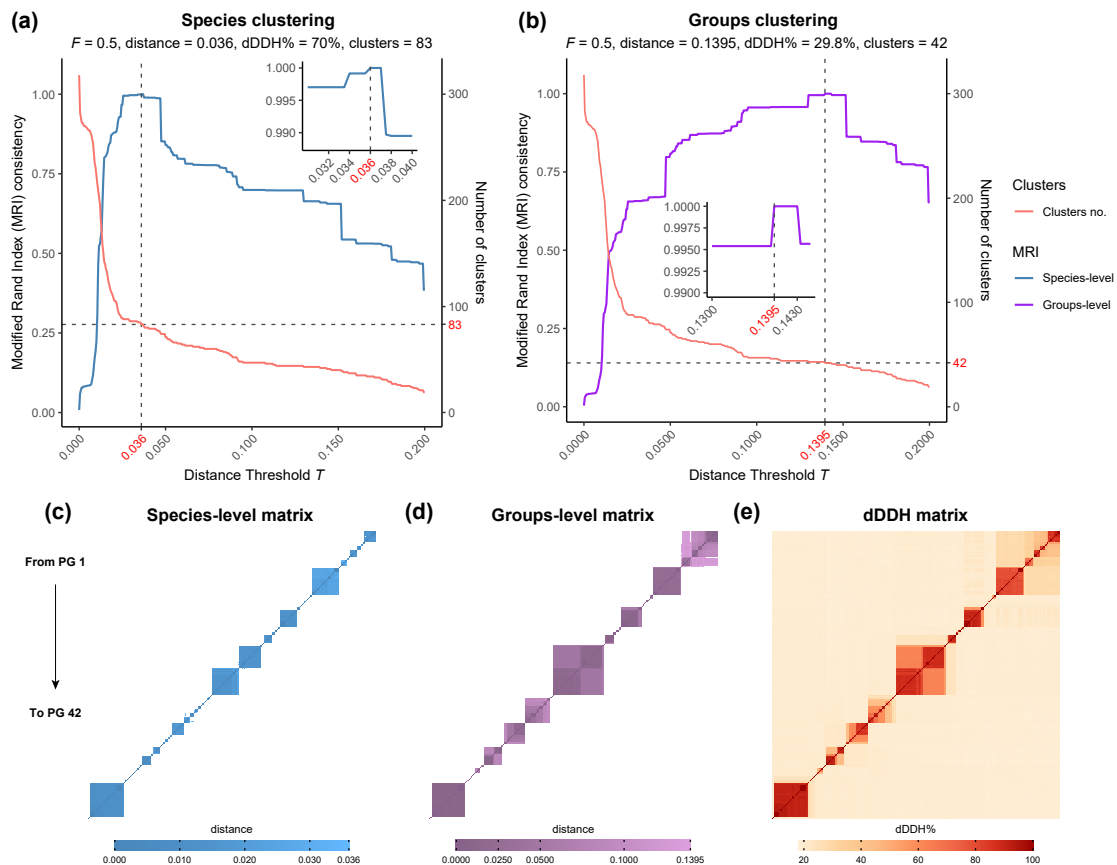 (a)
Species clustering
F = 0.5, distance = 0.036, dDDH% = 70%, clusters = 83
Modified Rand Index (MRI) consistency
1.00
0.75
0.50
0.25
0.00
0.000
0.036
0.050
0.100
0.150
0.200
Distance Threshold T
300
200
100
83
0
Number of clusters
1.000
0.995
0.990
0.032
0.034
0.036
0.038
0.040
(b)
Groups clustering
F = 0.5, distance = 0.1395, dDDH% = 29.8%, clusters = 42
Modified Rand Index (MRI) consistency
1.00
0.75
0.50
0.25
0.00
0.0000
0.0500
0.1000
0.1395
0.1500
0.2000
Distance Threshold T
300
200
100
42
0
Number of clusters
1.0000
0.9975
0.9950
0.9925
0.9900
0.1300
0.1395
0.1430
Clusters
Clusters no.
MRI
Species-level
Groups-level
(c)
Species-level matrix
From PG 1
To PG 42
distance
0.000
0.010
0.020
0.030
0.036
(d)
Groups-level matrix
distance
0.0000
0.0250
0.0500
0.1000
0.1395
(e)
dDDH matrix
dDDH%
20
40
60
80
100